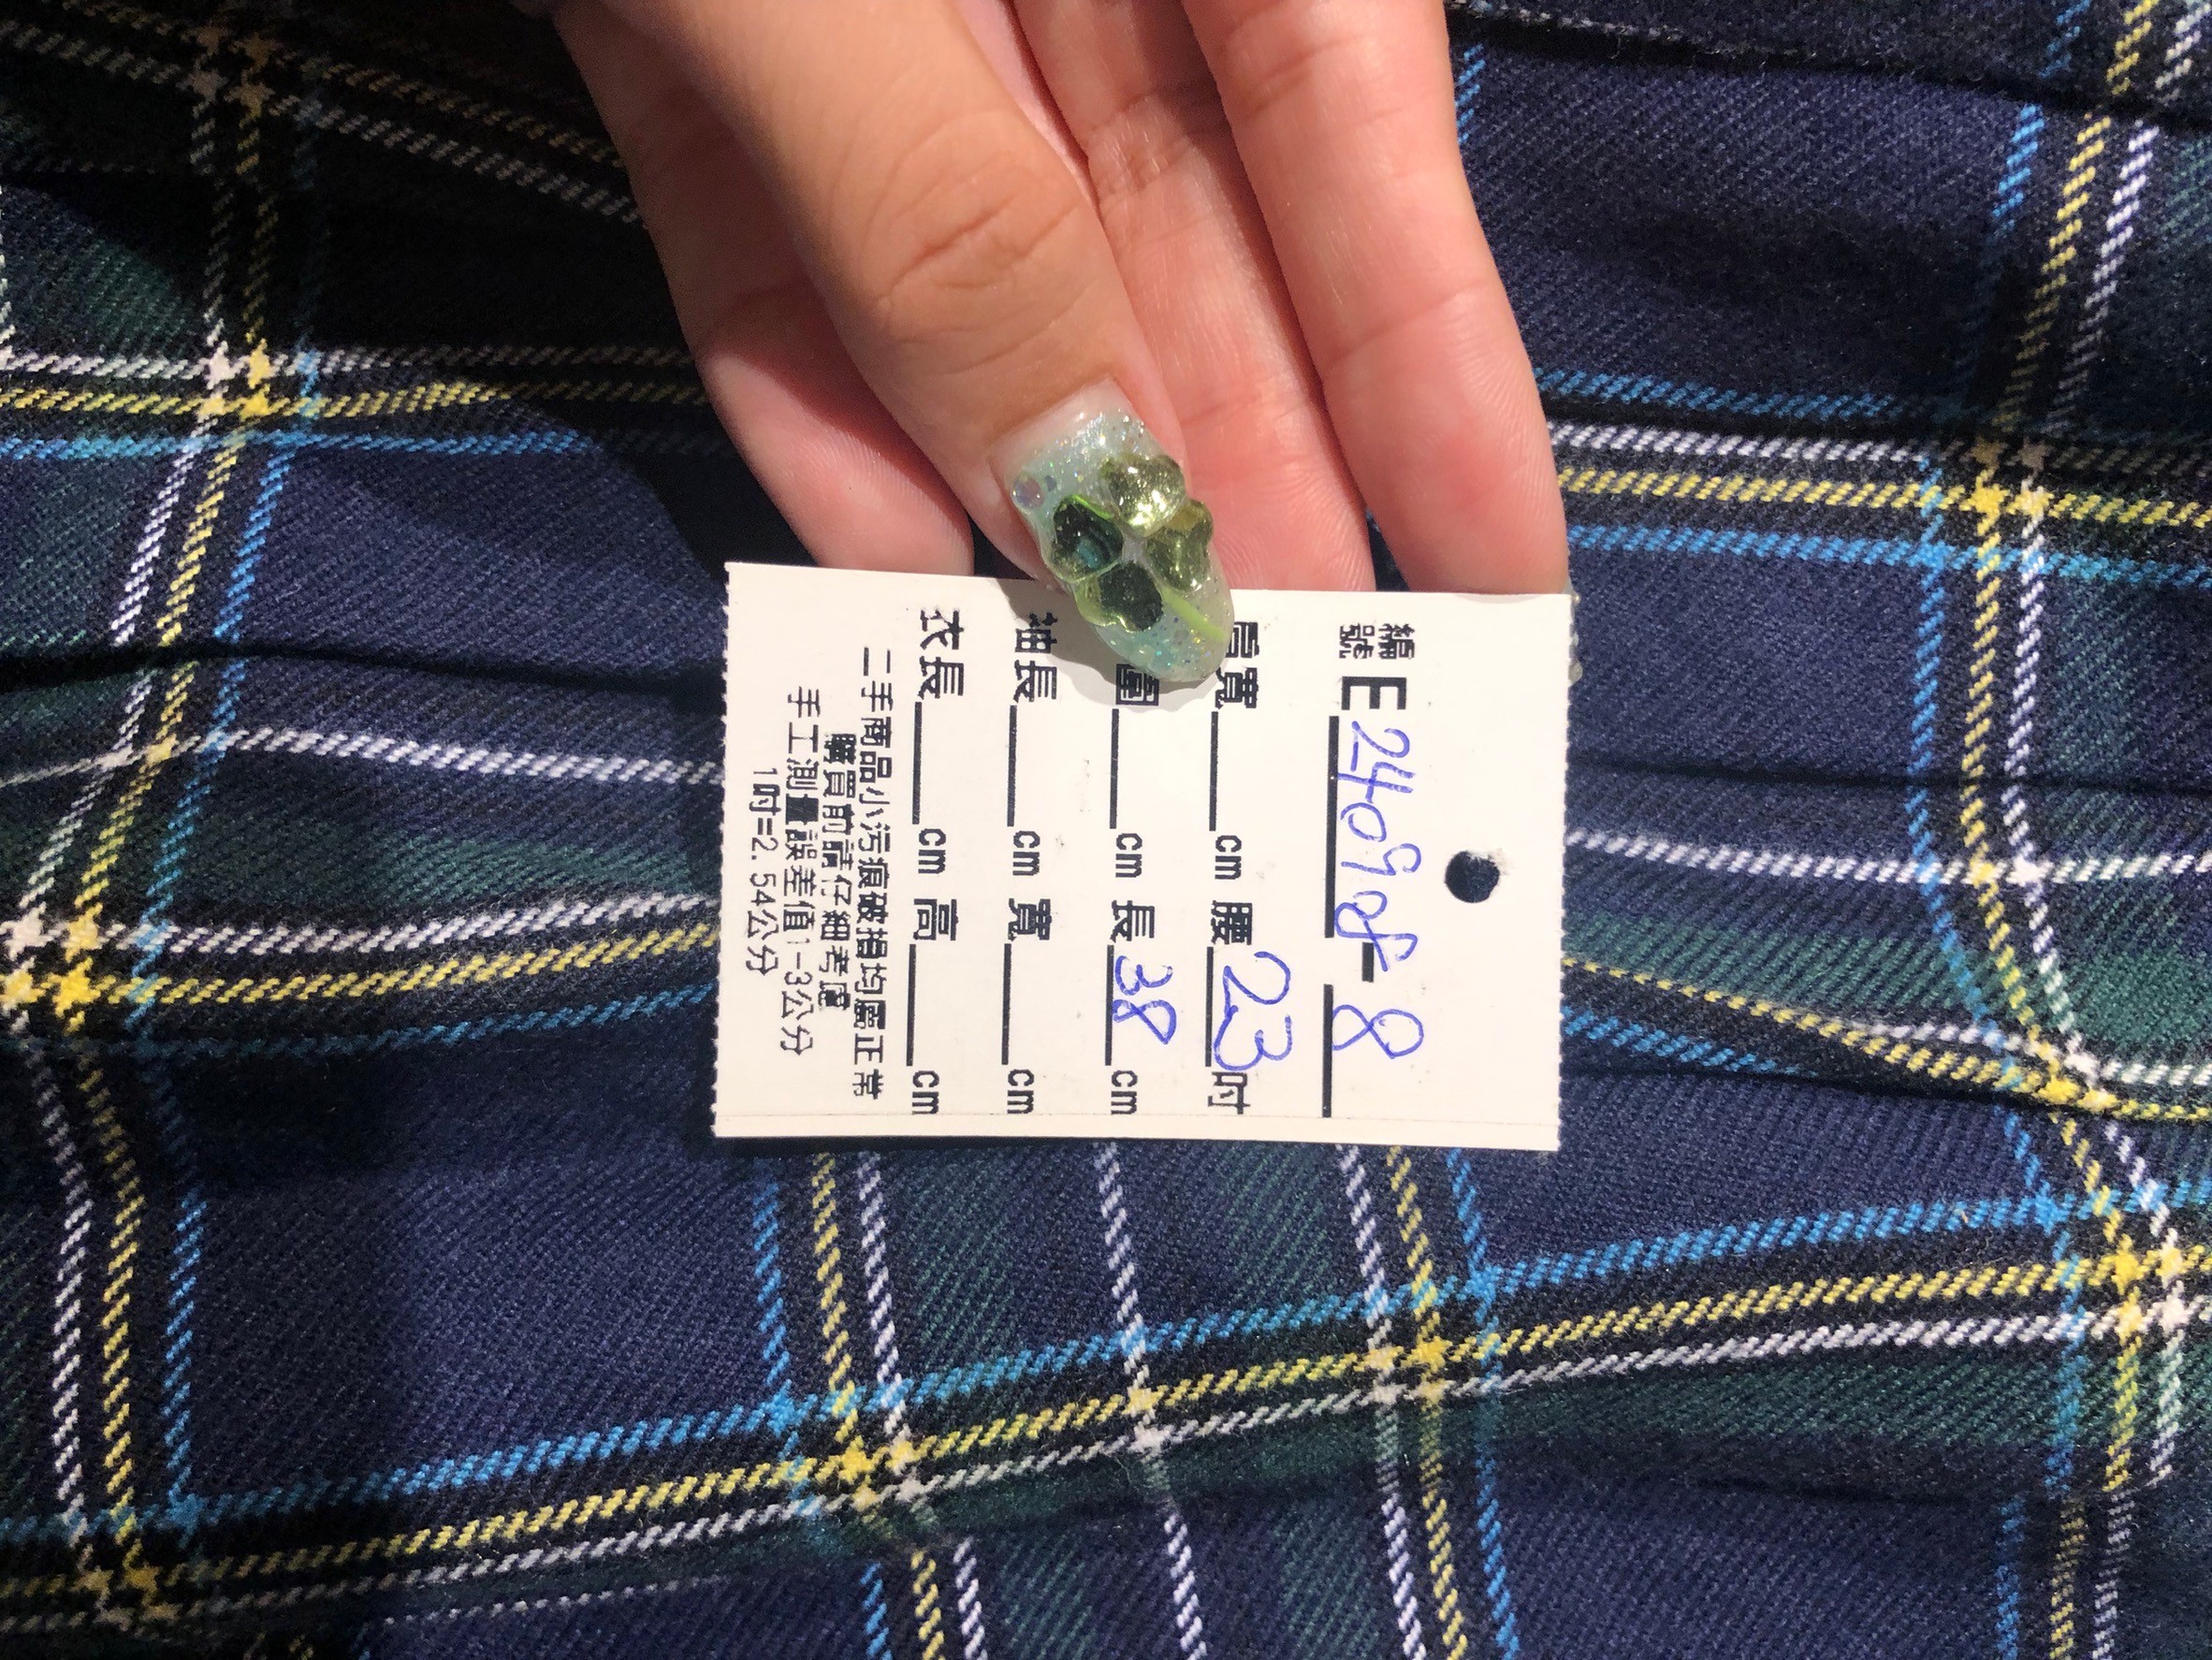 編號 E 240908-8
肩寬 cm 腰 23 吋
圍 cm 長 38 cm
袖長 cm 寬 cm
衣長 cm 高 cm
二手商品小污痕破損均屬正常
購買前請仔細考慮
手工測量誤差值1-3公分
1吋=2.54公分